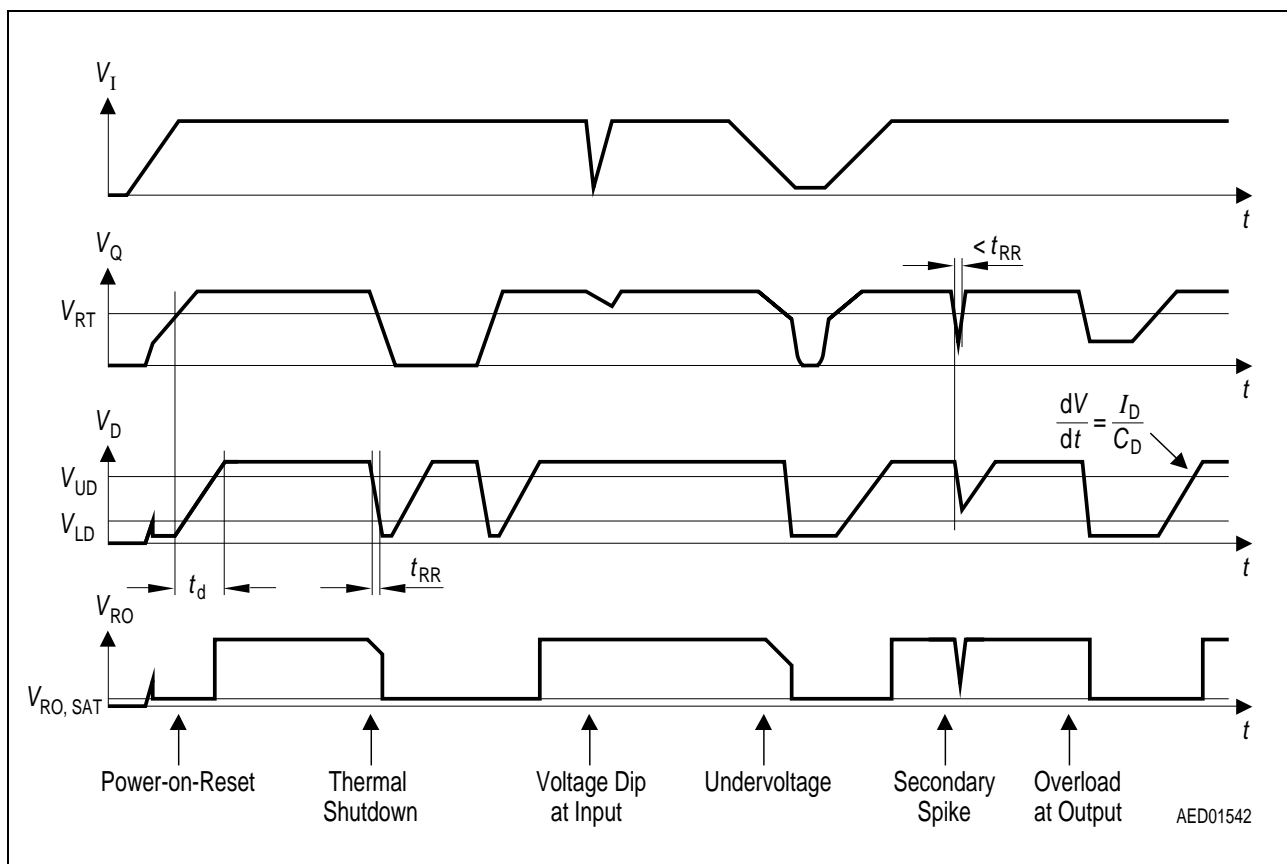 V_I
t
V_Q
< t_RR
V_RT
t
V_D
dV/dt = I_D/C_D
V_UD
V_LD
t
t_d
t_RR
V_RO
V_RO, SAT
t
Power-on-Reset
Thermal
Shutdown
Voltage Dip
at Input
Undervoltage
Secondary
Spike
Overload
at Output
AED01542